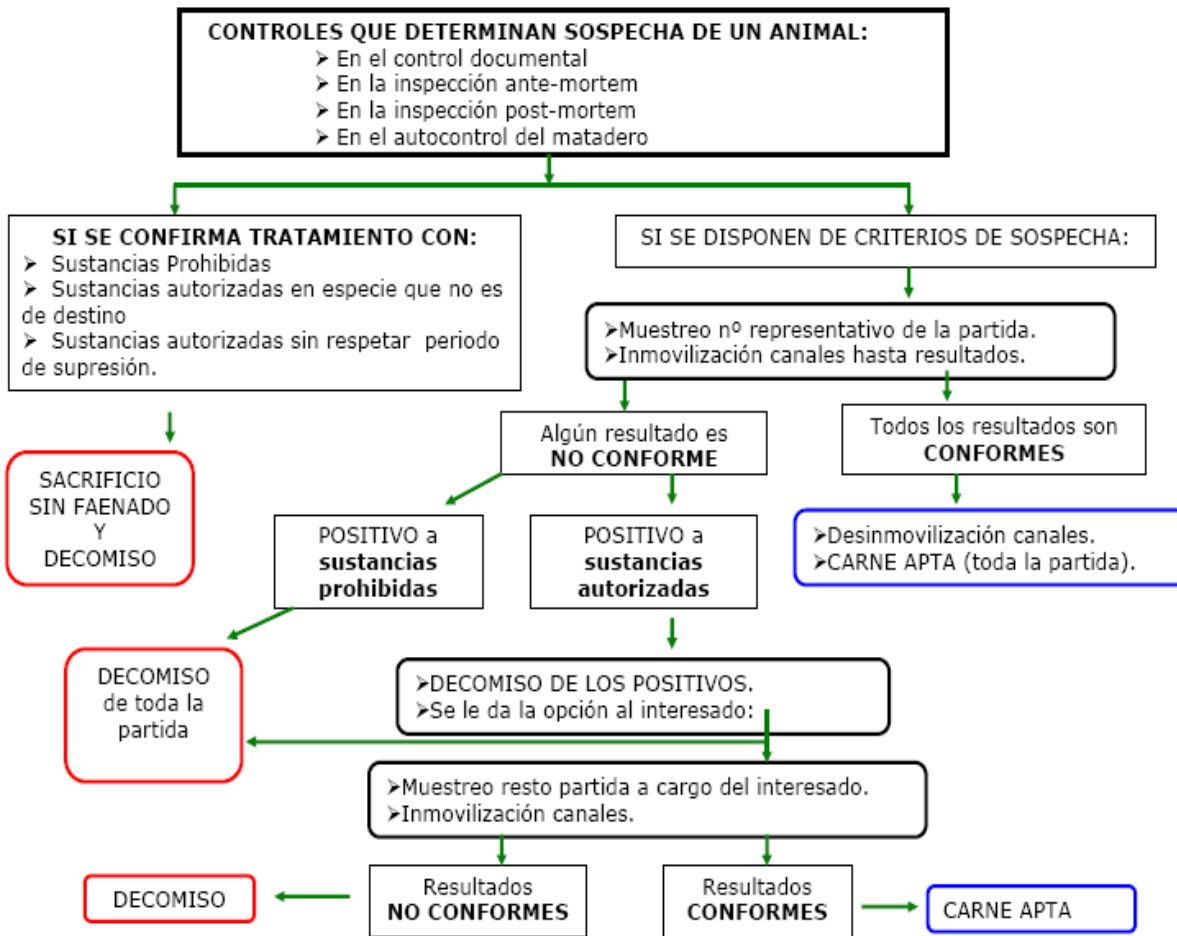 CONTROLES QUE DETERMINAN SOSPECHA DE UN ANIMAL:
➢ En el control documental
➢ En la inspección ante-mortem
➢ En la inspección post-mortem
➢ En el autocontrol del matadero
SI SE CONFIRMA TRATAMIENTO CON:
➢ Sustancias Prohibidas
➢ Sustancias autorizadas en especie que no es
de destino
➢ Sustancias autorizadas sin respetar periodo
de supresión.
SI SE DISPONEN DE CRITERIOS DE SOSPECHA:
➢Muestreo nº representativo de la partida.
➢Inmovilización canales hasta resultados.
Algún resultado es
NO CONFORME
Todos los resultados son
CONFORMES
SACRIFICIO
SIN FAENADO
Y
DECOMISO
POSITIVO a
sustancias
prohibidas
POSITIVO a
sustancias
autorizadas
➢Desinmovilización canales.
➢CARNE APTA (toda la partida).
DECOMISO
de toda la
partida
➢DECOMISO DE LOS POSITIVOS.
➢Se le da la opción al interesado:
➢Muestreo resto partida a cargo del interesado.
➢Inmovilización canales.
DECOMISO
Resultados
NO CONFORMES
Resultados
CONFORMES
CARNE APTA